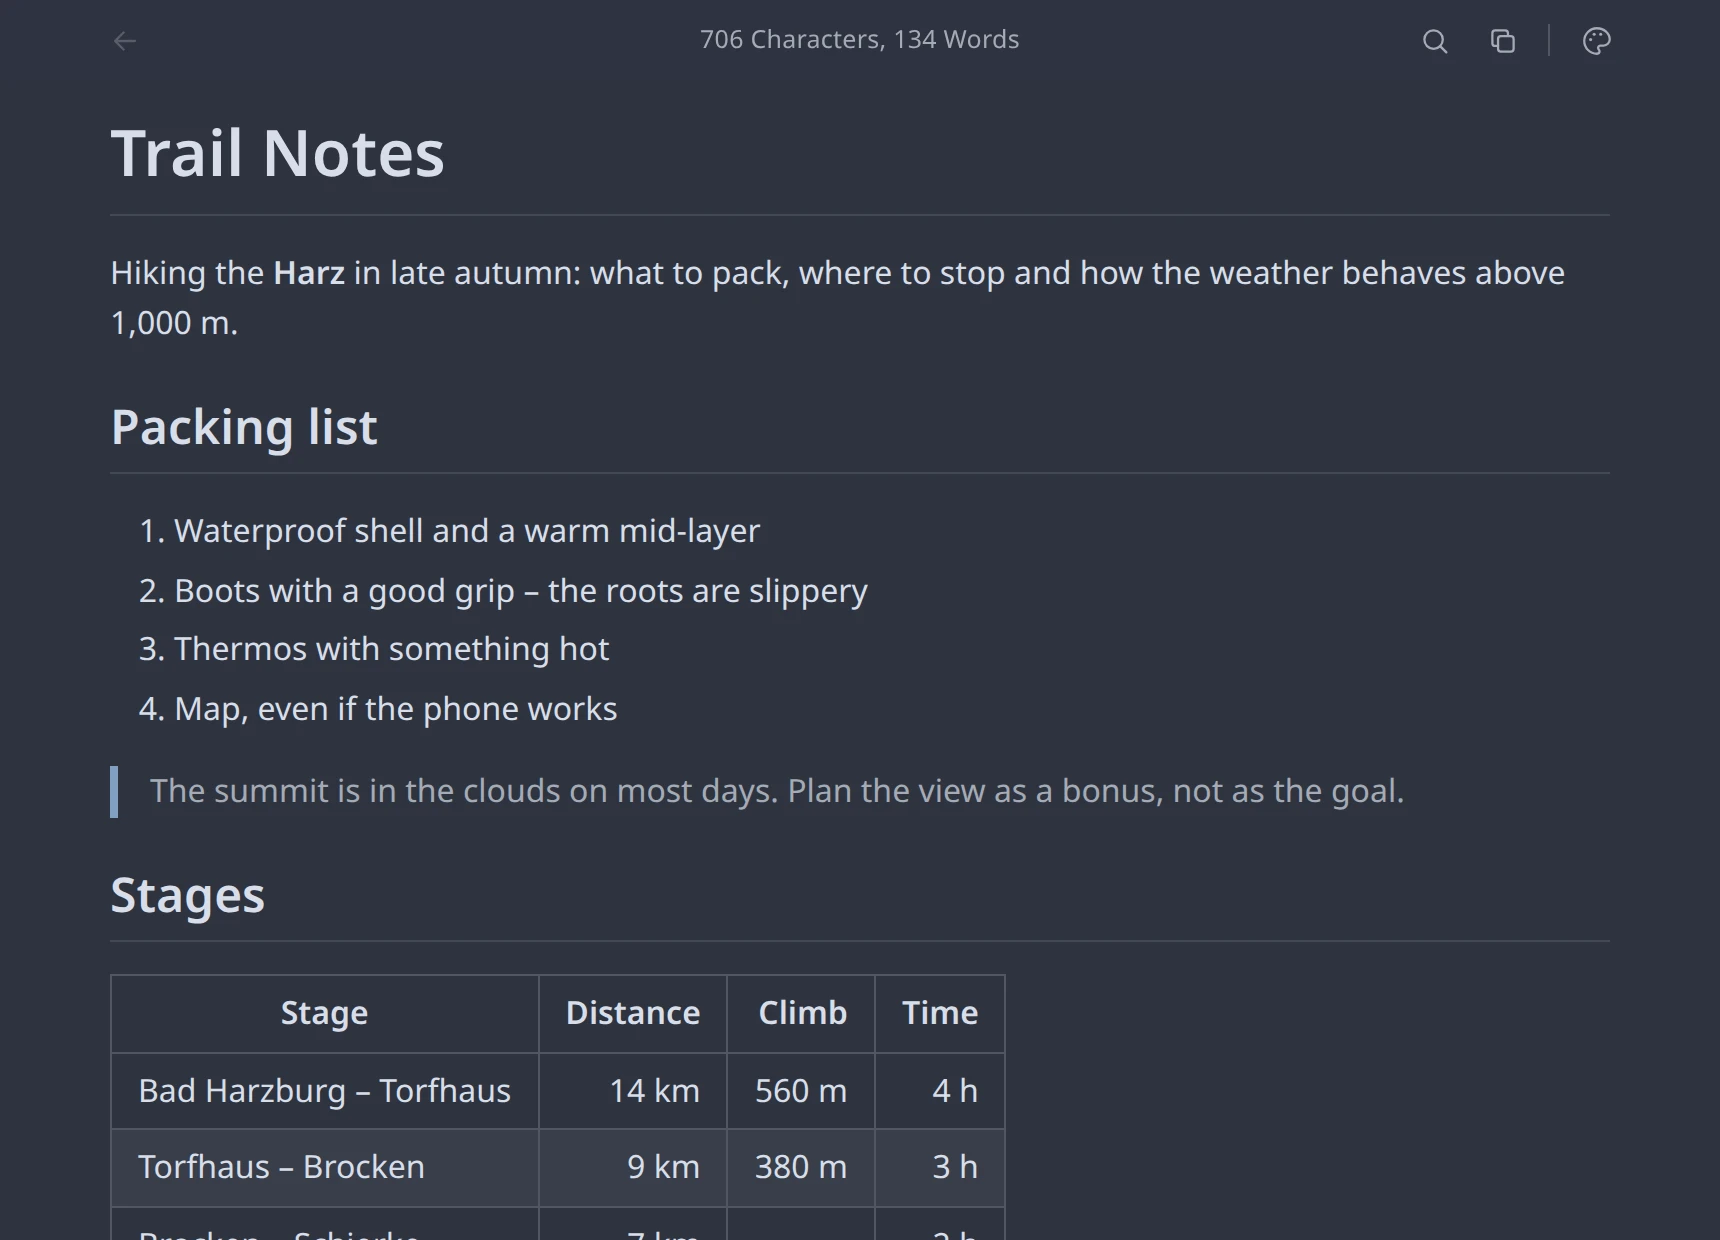 706 Characters, 134 Words
Trail Notes
Hiking the Harz in late autumn: what to pack, where to stop and how the weather behaves above
1,000 m.
Packing list
1. Waterproof shell and a warm mid-layer
2. Boots with a good grip – the roots are slippery
3. Thermos with something hot
4. Map, even if the phone works
The summit is in the clouds on most days. Plan the view as a bonus, not as the goal.
Stages
Stage Distance Climb Time
Bad Harzburg – Torfhaus 14 km 560 m 4 h
Torfhaus – Brocken 9 km 380 m 3 h
Brocken – Schierke 7 km